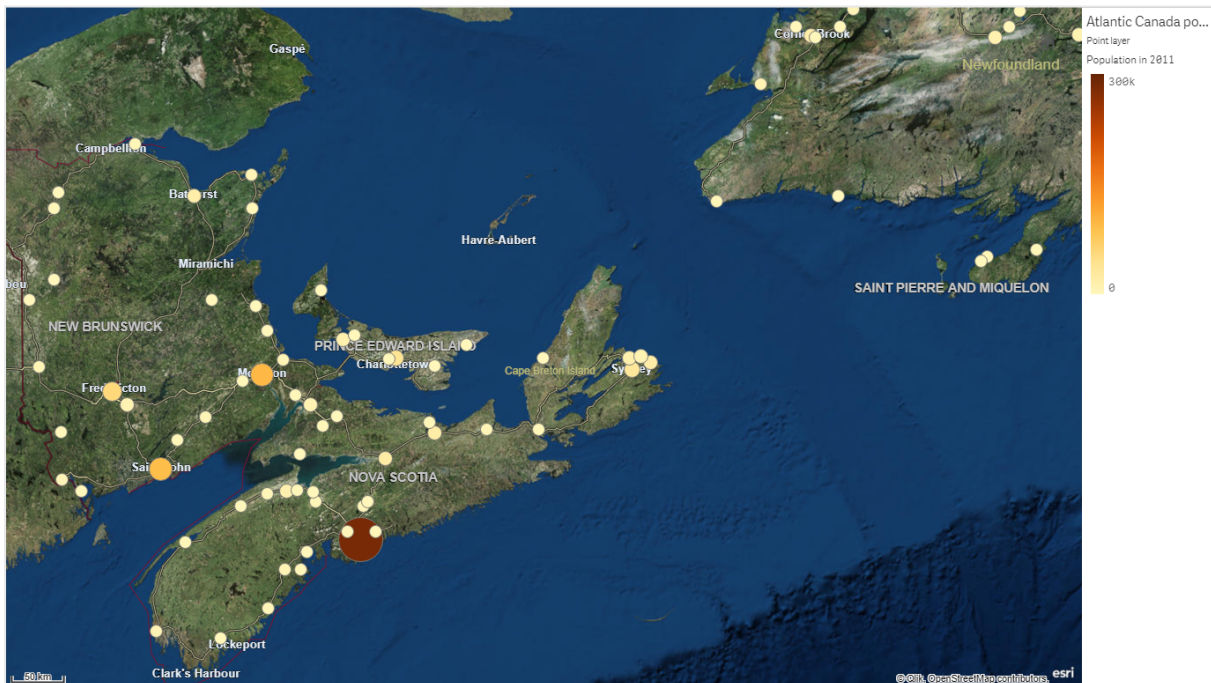 Atlantic Canada po...
Point layer
Population in 2011
300k
0
Gaspé
Corner Brook
Newfoundland
Campbellton
Bathurst
Havre-Aubert
Miramichi
bou
SAINT PIERRE AND MIQUELON
NEW BRUNSWICK
PRINCE EDWARD ISLAND
Charlottetown
Cape Breton Island
Sydney
Moncton
Fredericton
Saint John
NOVA SCOTIA
Lockeport
Clark's Harbour
50 km
© Qlik, OpenStreetMap contributors.
esri